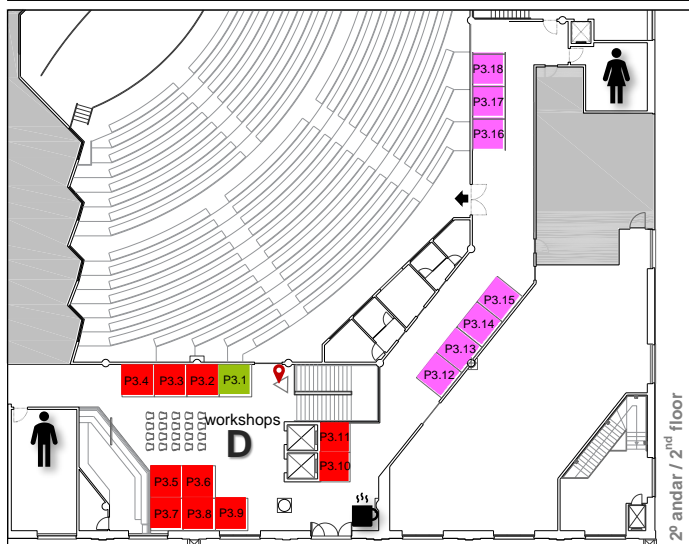 P3.18
P3.17
P3.16
P3.15
P3.14
P3.13
P3.12
P3.4 P3.3 P3.2 P3.1
workshops
D
P3.11
P3.10
P3.5 P3.6
P3.7 P3.8 P3.9
2º andar / 2nd floor